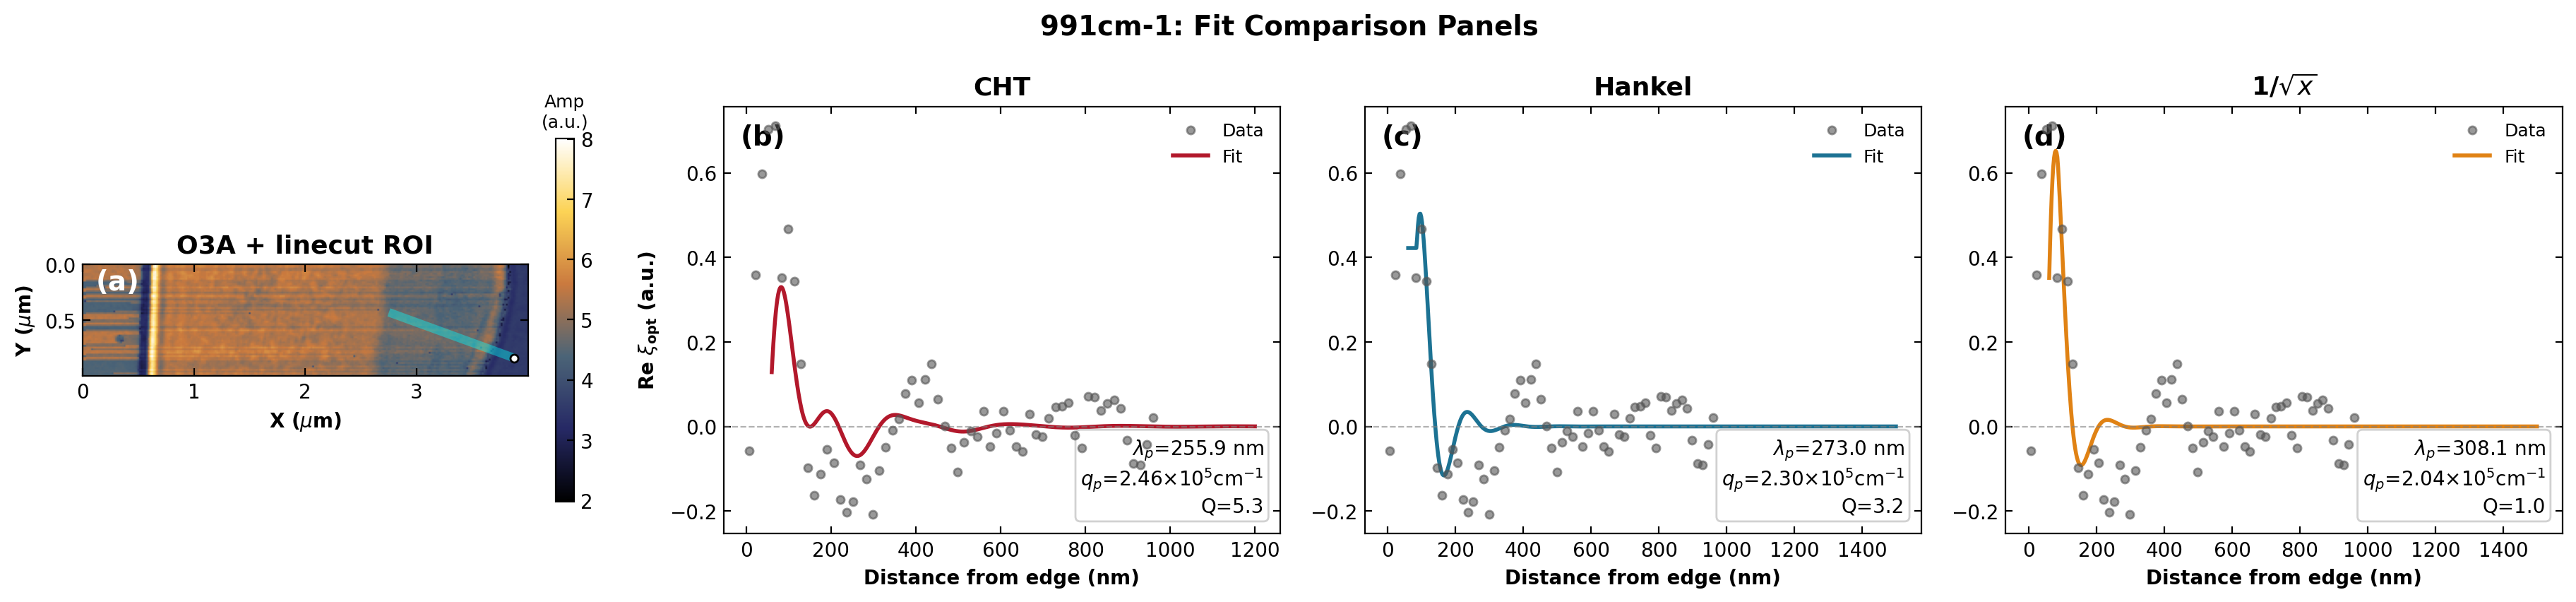 991cm-1: Fit Comparison Panels
O3A + linecut ROI
(a)
0.0
0.5
Y (μm)
0
1
2
3
X (μm)
Amp
(a.u.)
8
7
6
5
4
3
2
CHT
(b)
Data
Fit
0.6
0.4
0.2
0.0
−0.2
Re ξopt (a.u.)
λp=255.9 nm
qp=2.46×10⁵cm⁻¹
Q=5.3
0 200 400 600 800 1000 1200
Distance from edge (nm)
Hankel
(c)
Data
Fit
0.6
0.4
0.2
0.0
−0.2
λp=273.0 nm
qp=2.30×10⁵cm⁻¹
Q=3.2
0 200 400 600 800 1000 1200 1400
Distance from edge (nm)
1/√x
(d)
Data
Fit
0.6
0.4
0.2
0.0
−0.2
λp=308.1 nm
qp=2.04×10⁵cm⁻¹
Q=1.0
0 200 400 600 800 1000 1200 1400
Distance from edge (nm)